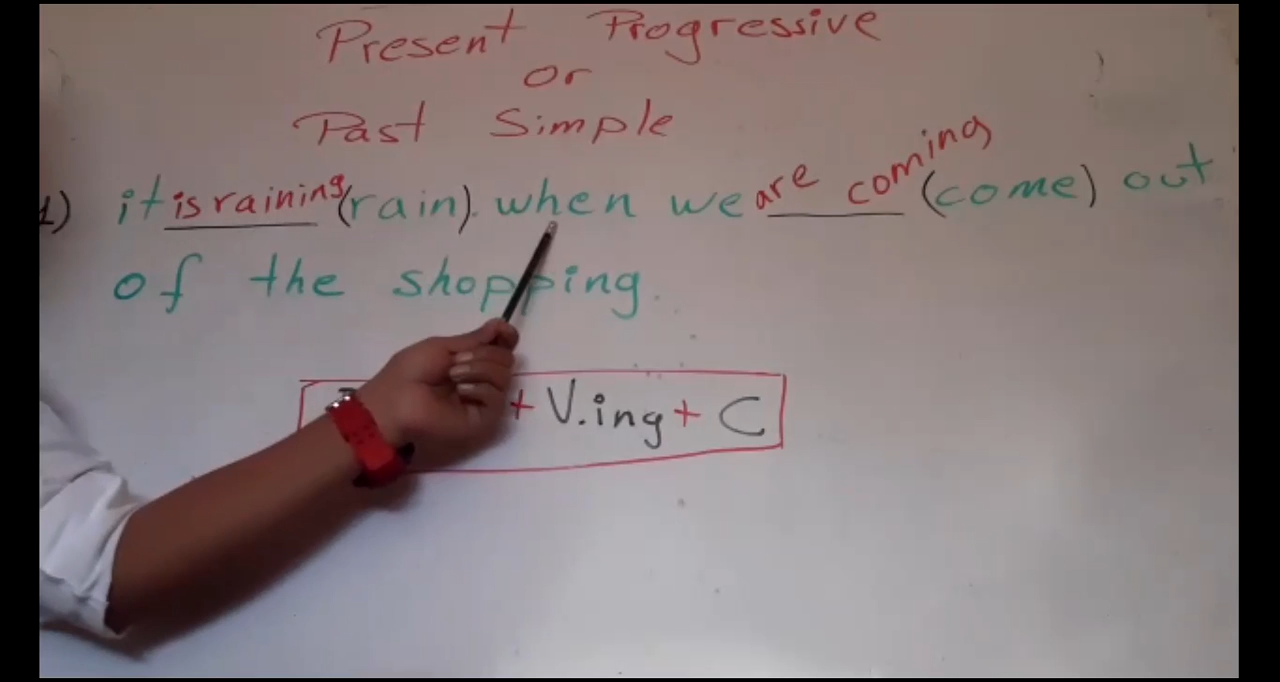 Present Progressive
or
Past Simple
1) it is raining (rain). when we are coming (come) out
of the shopping.
+ V.ing + C